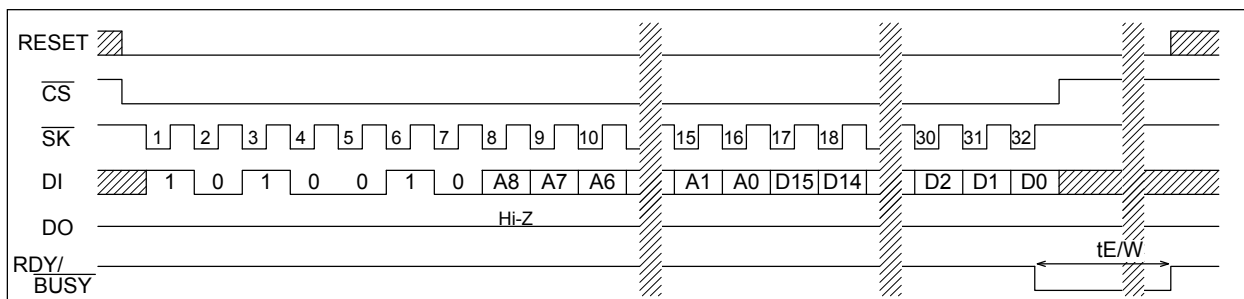 RESET
CS
SK 1 2 3 4 5 6 7 8 9 10 15 16 17 18 30 31 32
DI 1 0 1 0 0 1 0 A8 A7 A6 A1 A0 D15 D14 D2 D1 D0
Hi-Z
DO
tE/W
RDY/
BUSY